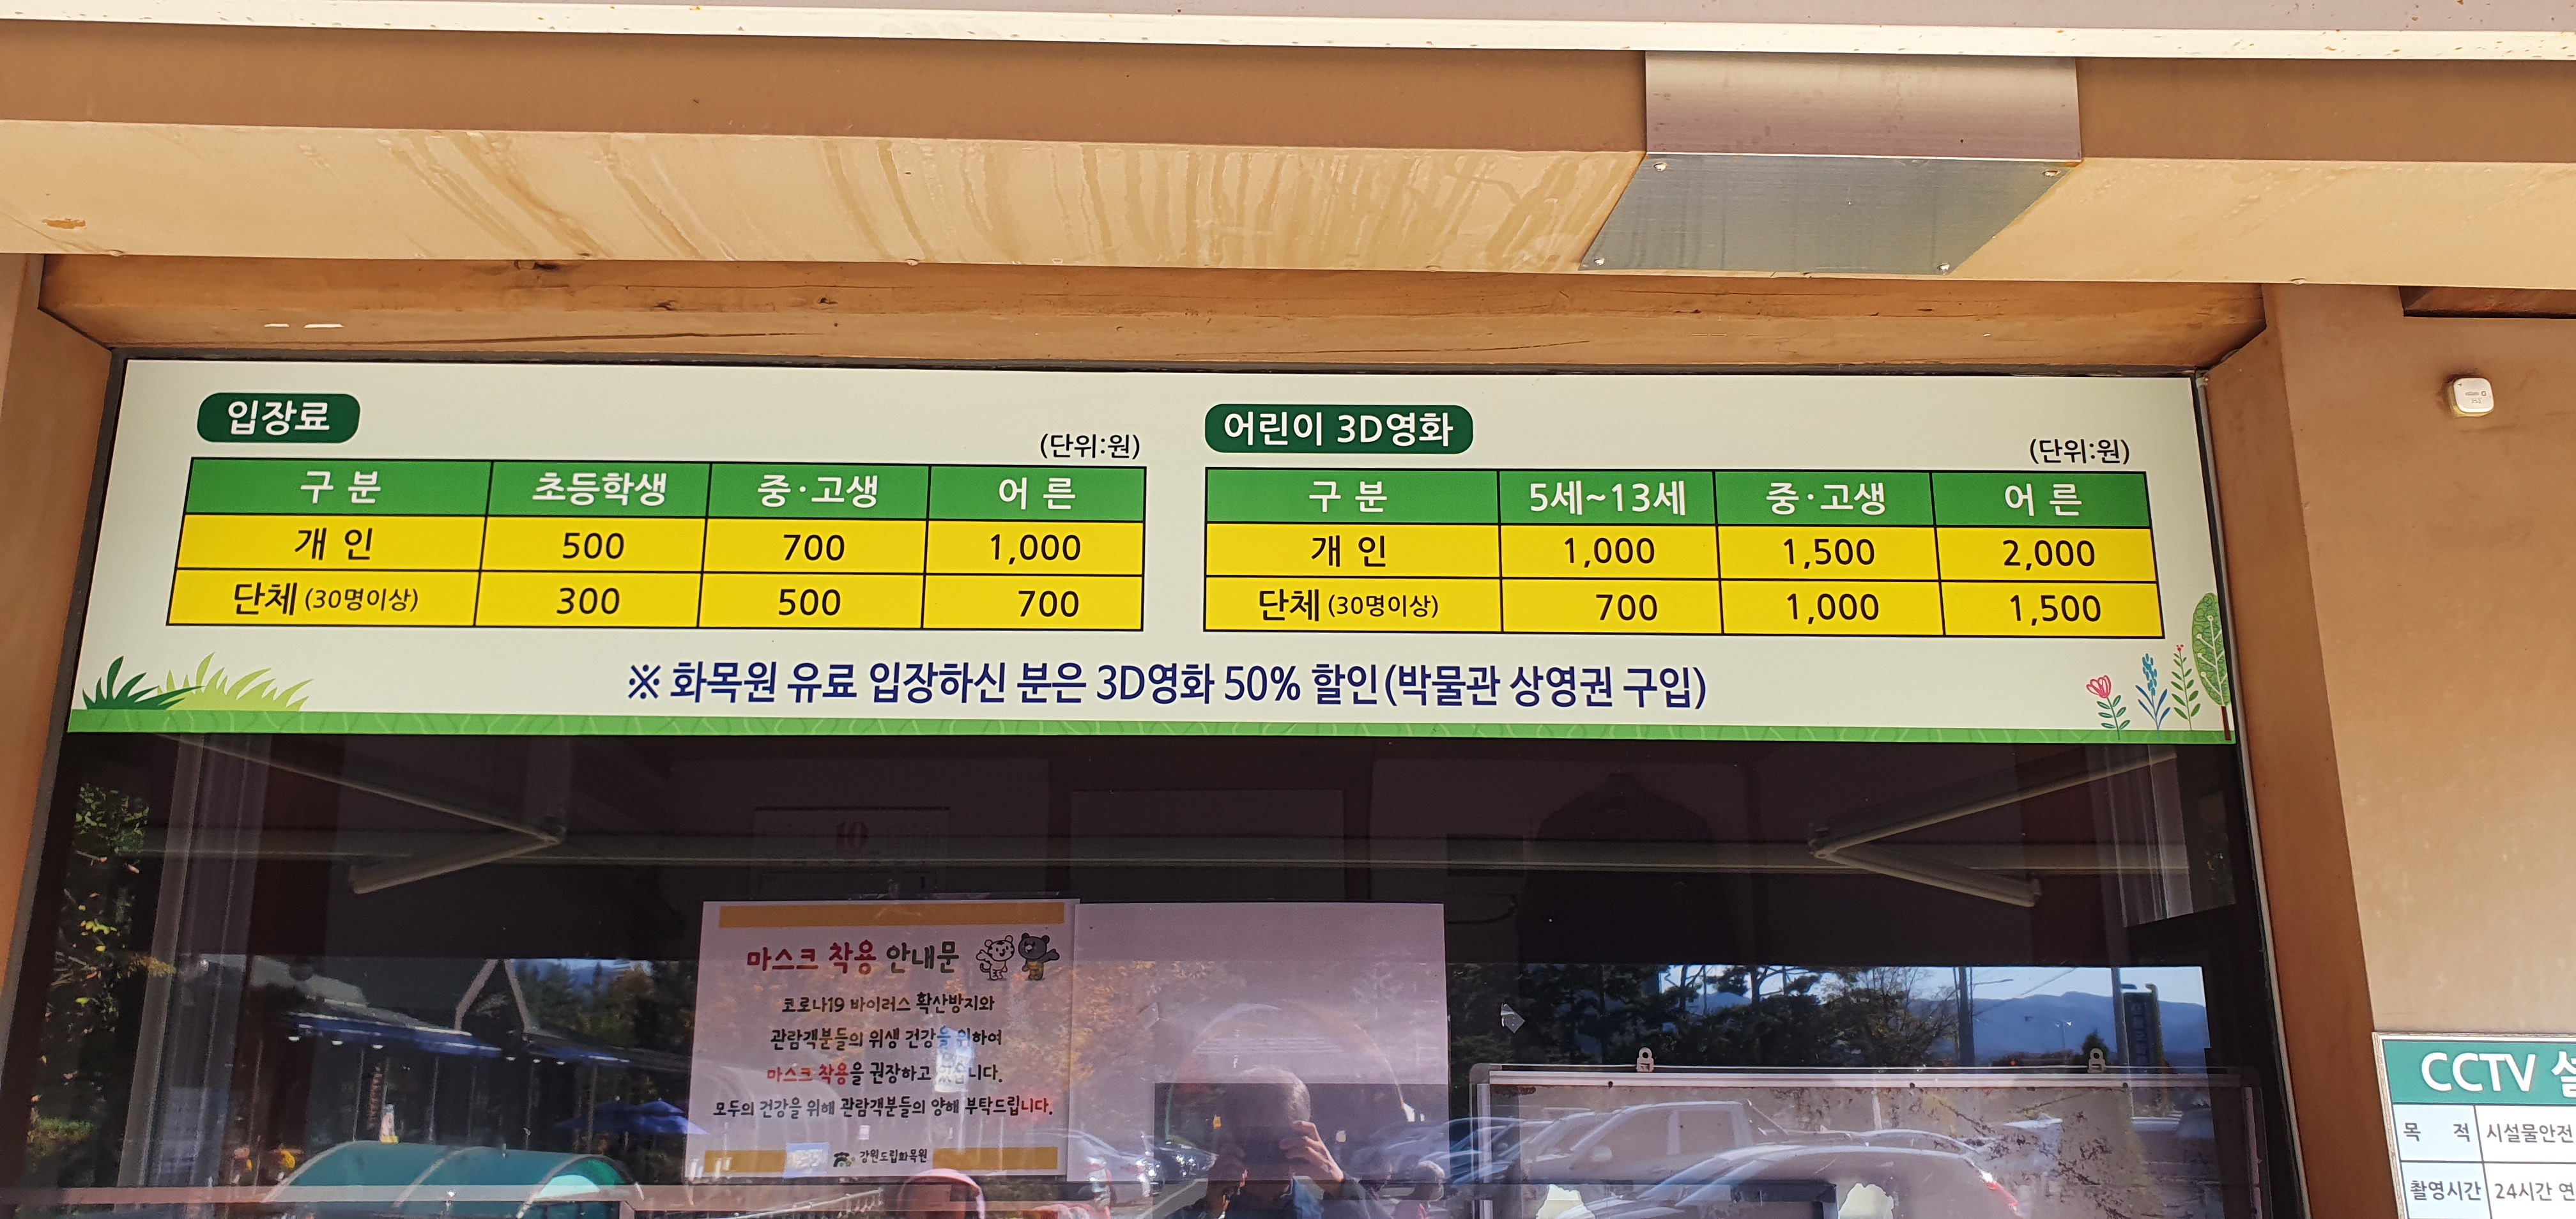 입장료
(단위:원)
구 분 초등학생 중·고생 어 른
개 인 500 700 1,000
단체 (30명이상) 300 500 700
어린이 3D영화
(단위:원)
구 분 5세~13세 중·고생 어 른
개 인 1,000 1,500 2,000
단체 (30명이상) 700 1,000 1,500
※ 화목원 유료 입장하신 분은 3D영화 50% 할인(박물관 상영권 구입)
10
마스크 착용 안내문
코로나19 바이러스 확산방지와
관람객분들의 위생 건강을 위하여
마스크 착용을 권장하고 있습니다.
모두의 건강을 위해 관람객분들의 양해 부탁드립니다.
강원도립화목원
CCTV
목 적 시설물안전
촬영시간 24시간 연